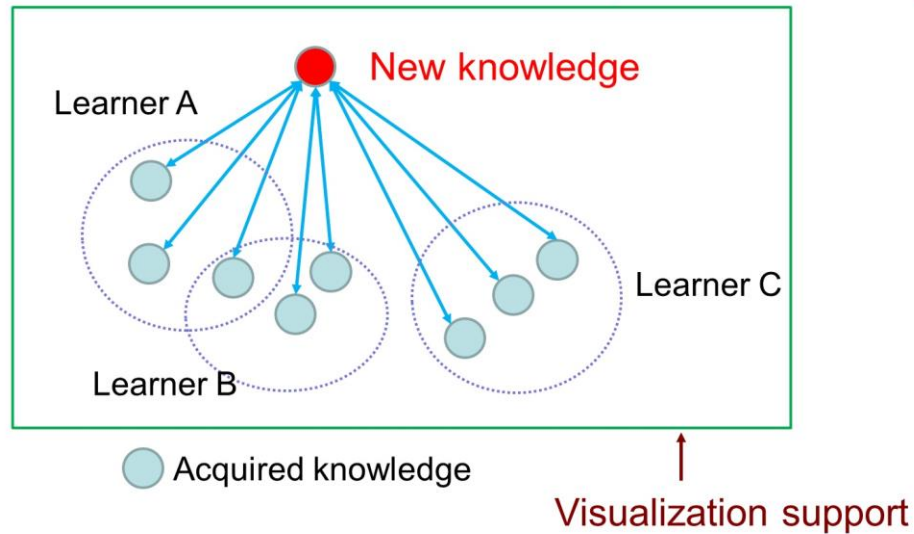 New knowledge
Learner A
Learner C
Learner B
Acquired knowledge
Visualization support